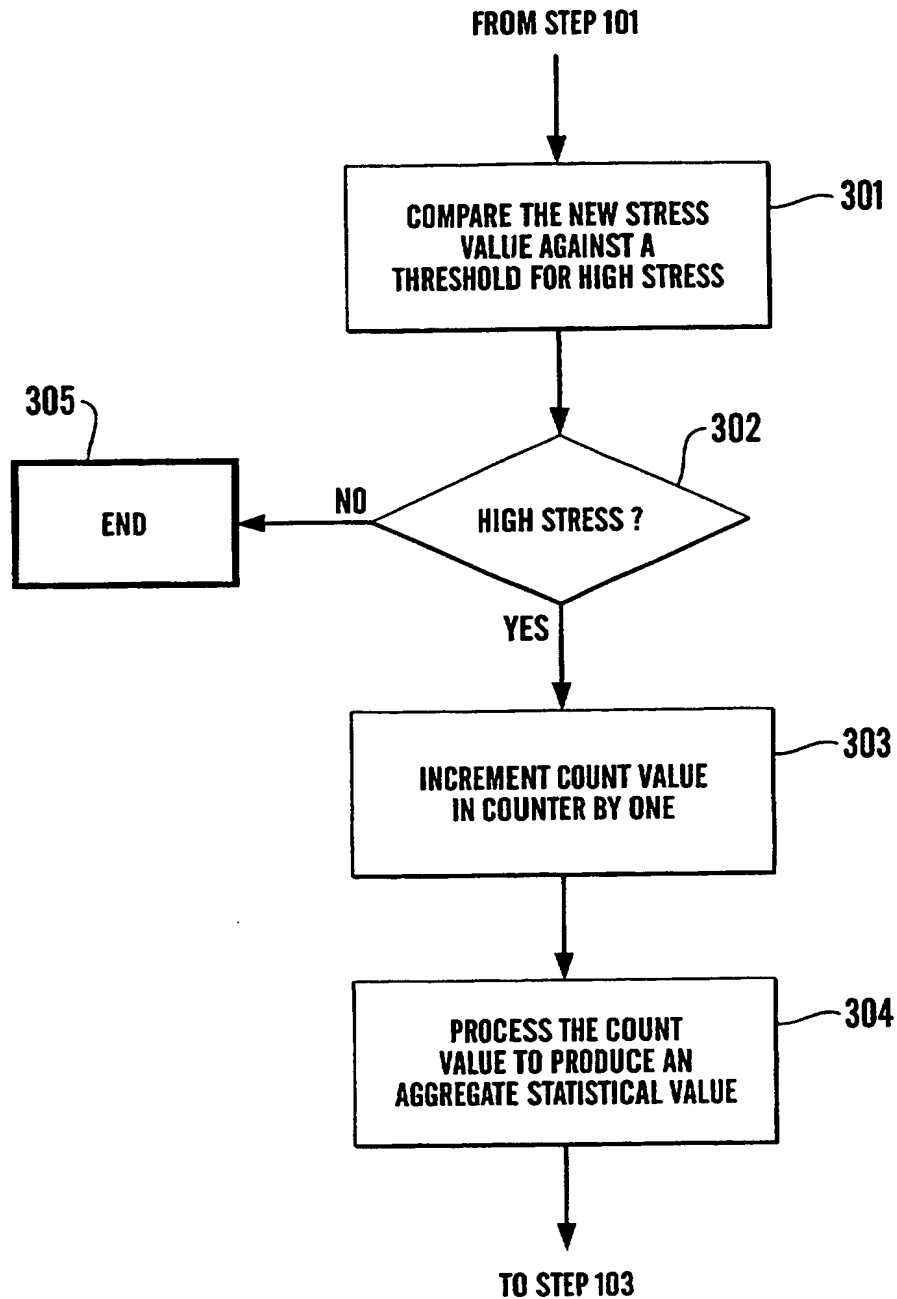 FROM STEP 101
301
COMPARE THE NEW STRESS
VALUE AGAINST A
THRESHOLD FOR HIGH STRESS
305
302
END
NO
HIGH STRESS ?
YES
303
INCREMENT COUNT VALUE
IN COUNTER BY ONE
304
PROCESS THE COUNT
VALUE TO PRODUCE AN
AGGREGATE STATISTICAL VALUE
TO STEP 103